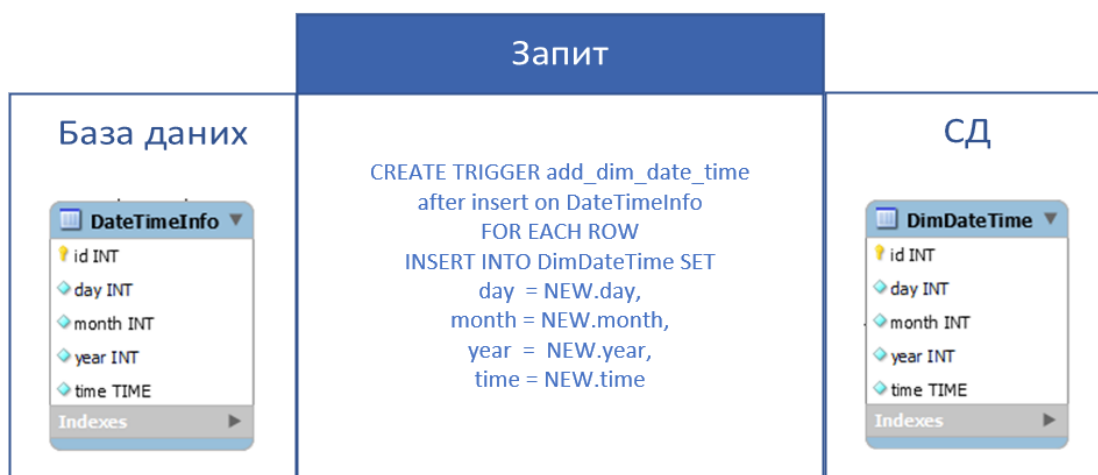 Запит
База даних
DateTimeInfo
id INT
day INT
month INT
year INT
time TIME
Indexes
CREATE TRIGGER add_dim_date_time
after insert on DateTimeInfo
FOR EACH ROW
INSERT INTO DimDateTime SET
day = NEW.day,
month = NEW.month,
year = NEW.year,
time = NEW.time
СД
DimDateTime
id INT
day INT
month INT
year INT
time TIME
Indexes